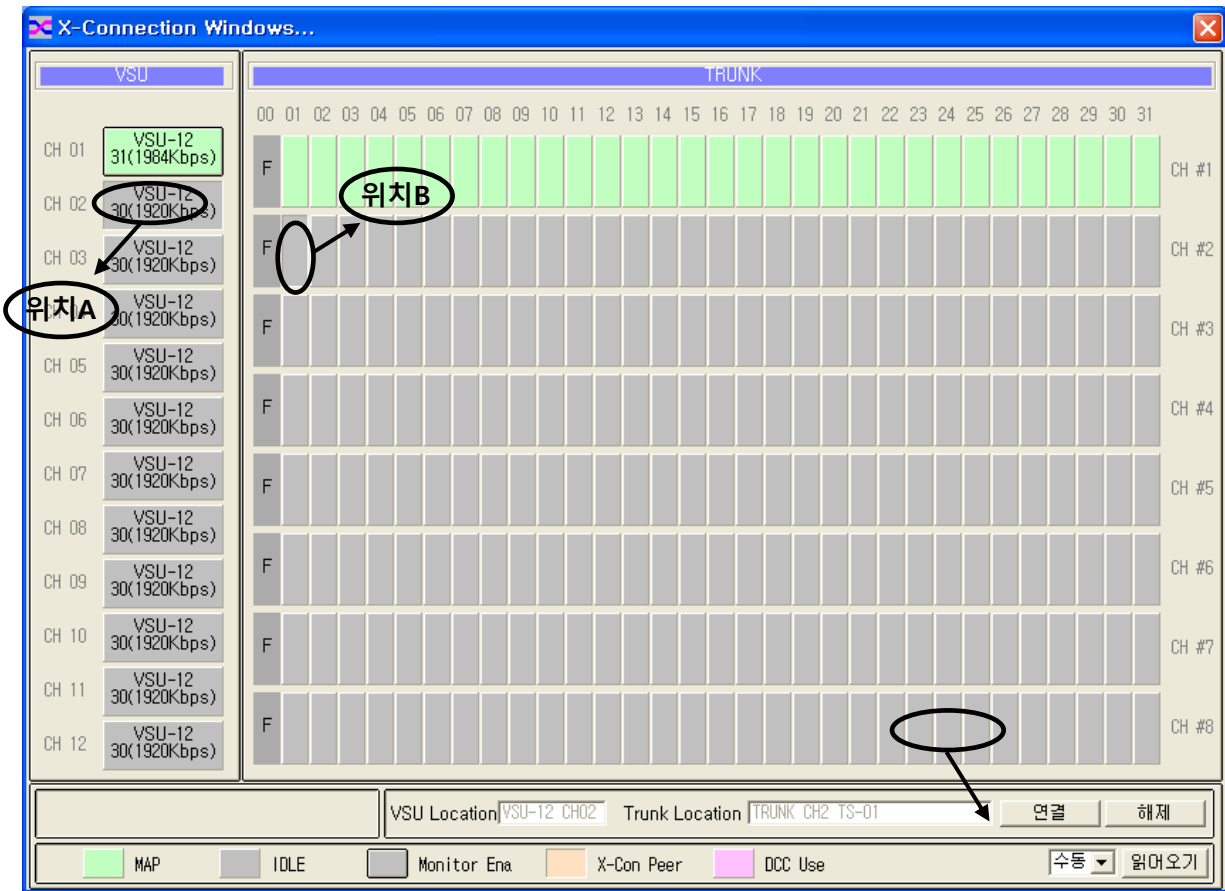 X-Connection Windows...
VSU
TRUNK
00 01 02 03 04 05 06 07 08 09 10 11 12 13 14 15 16 17 18 19 20 21 22 23 24 25 26 27 28 29 30 31
CH 01 VSU-12
31(1984Kbps)
F CH #1
CH 02 VSU-12
30(1920Kbps)
위치B
F CH #2
CH 03 VSU-12
30(1920Kbps)
위치A
VSU-12
30(1920Kbps)
F CH #3
CH 05 VSU-12
30(1920Kbps)
CH 06 VSU-12
30(1920Kbps)
F CH #4
CH 07 VSU-12
30(1920Kbps)
F CH #5
CH 08 VSU-12
30(1920Kbps)
CH 09 VSU-12
30(1920Kbps)
F CH #6
CH 10 VSU-12
30(1920Kbps)
F CH #7
CH 11 VSU-12
30(1920Kbps)
CH 12 VSU-12
30(1920Kbps)
F CH #8
VSU Location VSU-12 CH02 Trunk Location TRUNK CH2 TS-01 연결 해제
MAP IDLE Monitor Ena X-Con Peer DCC Use 수동 읽어오기